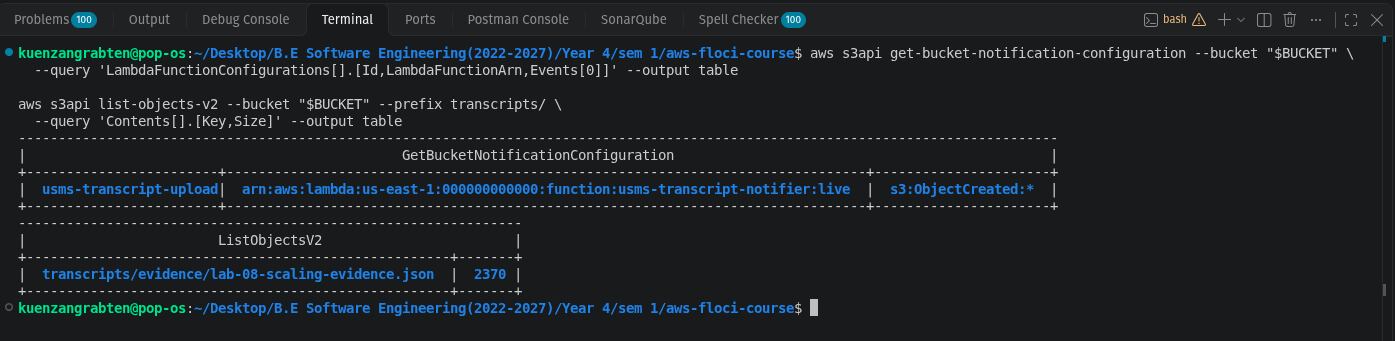 Problems 100 Output Debug Console Terminal Ports Postman Console SonarQube Spell Checker 100 bash
kuenzangrabten@pop-os:~/Desktop/B.E Software Engineering(2022-2027)/Year 4/sem 1/aws-floci-course$ aws s3api get-bucket-notification-configuration --bucket "$BUCKET" \
  --query 'LambdaFunctionConfigurations[].[Id,LambdaFunctionArn,Events[0]]' --output table

aws s3api list-objects-v2 --bucket "$BUCKET" --prefix transcripts/ \
  --query 'Contents[].[Key,Size]' --output table
----------------------------------------------------------------------------------------------------------------------------------
|                                               GetBucketNotificationConfiguration                                               |
+-------------------------+--------------------------------------------------------------------------------+----------------------+
|  usms-transcript-upload|  arn:aws:lambda:us-east-1:000000000000:function:usms-transcript-notifier:live  |  s3:ObjectCreated:*  |
+-------------------------+--------------------------------------------------------------------------------+----------------------+
---------------------------------------------------------------
|                        ListObjectsV2                        |
+-----------------------------------------------------+-------+
|  transcripts/evidence/lab-08-scaling-evidence.json  |  2370 |
+-----------------------------------------------------+-------+
kuenzangrabten@pop-os:~/Desktop/B.E Software Engineering(2022-2027)/Year 4/sem 1/aws-floci-course$